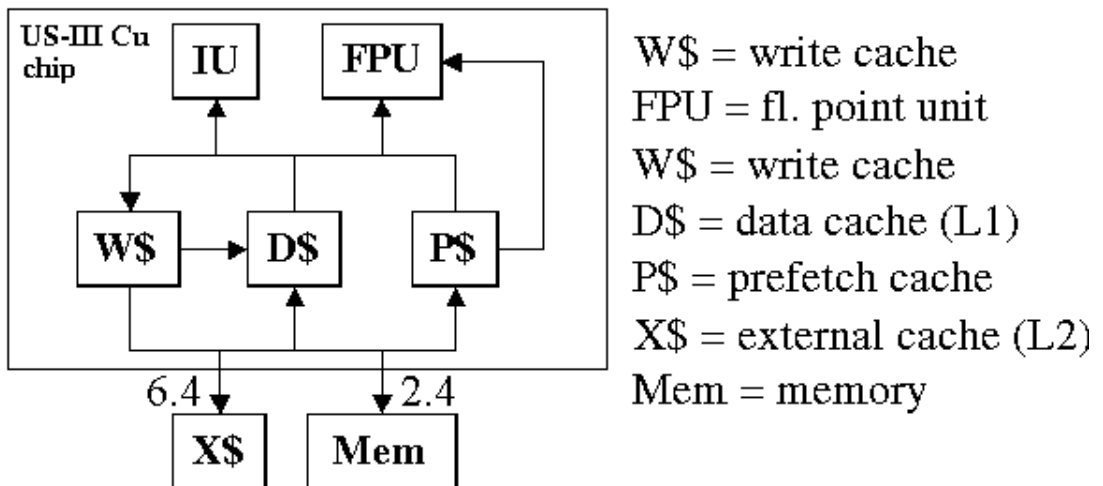 US-III Cu
chip
IU
FPU
W$
D$
P$
6.4
2.4
X$
Mem
W$ = write cache
FPU = fl. point unit
W$ = write cache
D$ = data cache (L1)
P$ = prefetch cache
X$ = external cache (L2)
Mem = memory